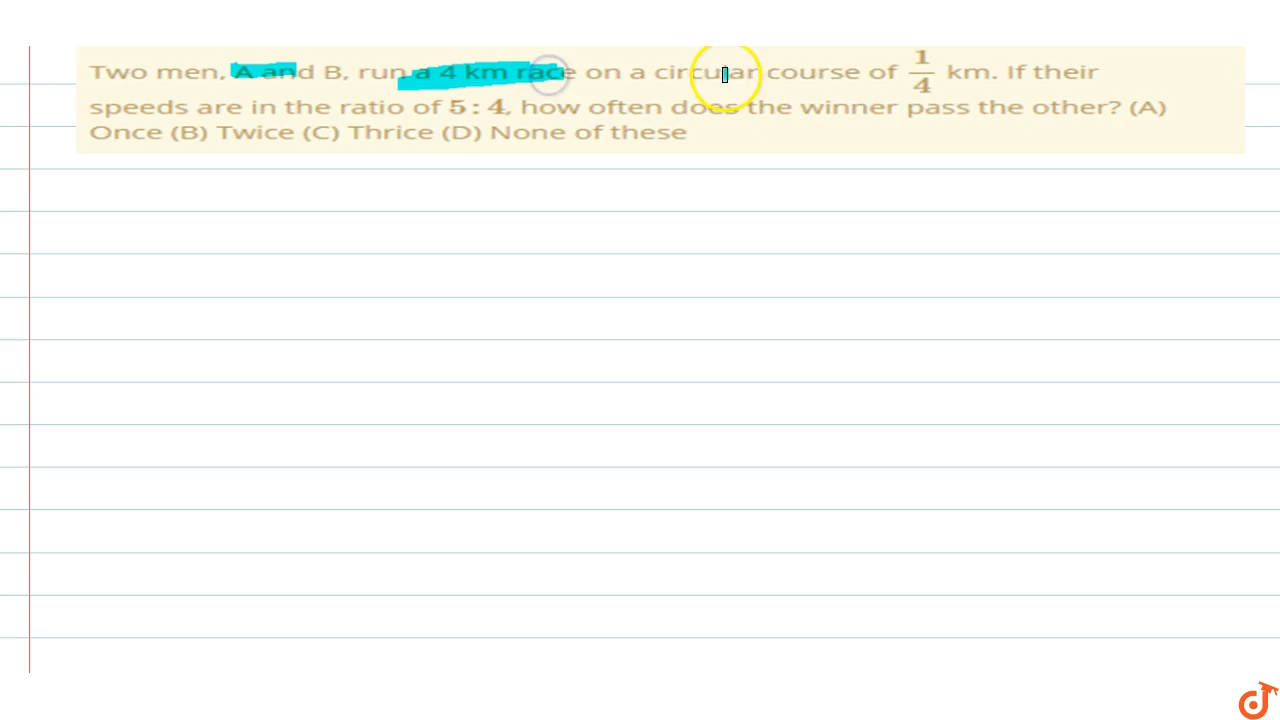 Two men, A and B, run a 4 km race on a circular course of 1/4 km. If their
speeds are in the ratio of 5 : 4, how often does the winner pass the other? (A)
Once (B) Twice (C) Thrice (D) None of these